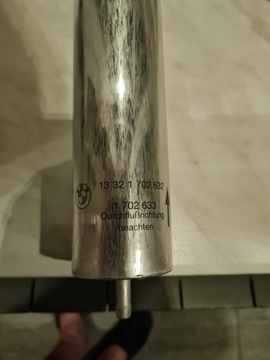 13 32 1 702 632
1 702 633
Durchflußrichtung
beachten